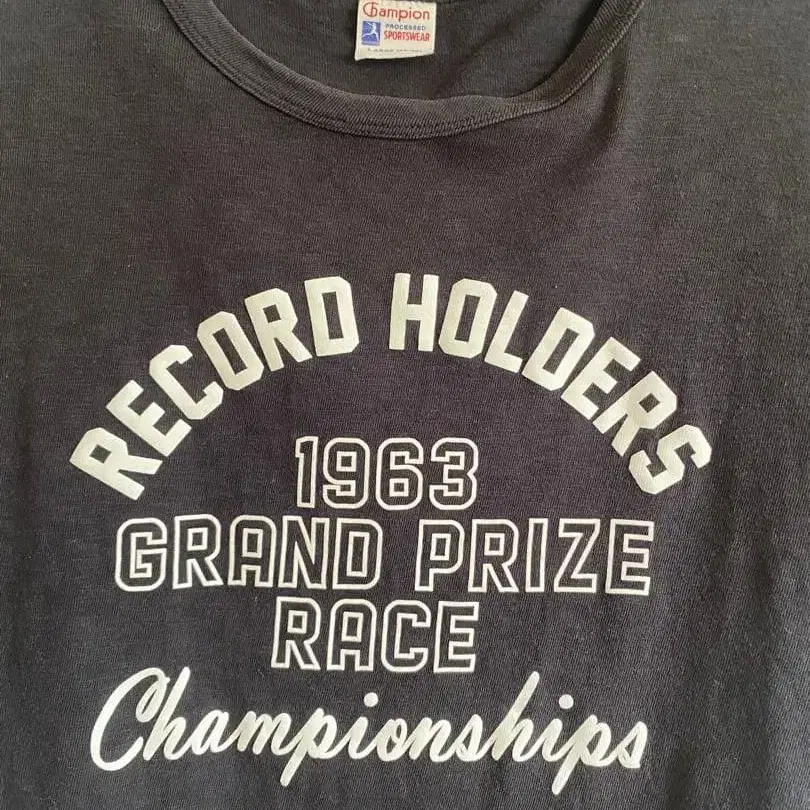 Champion
PROCESSED
SPORTSWEAR
RECORD HOLDERS
1963
GRAND PRIZE
RACE
Championships